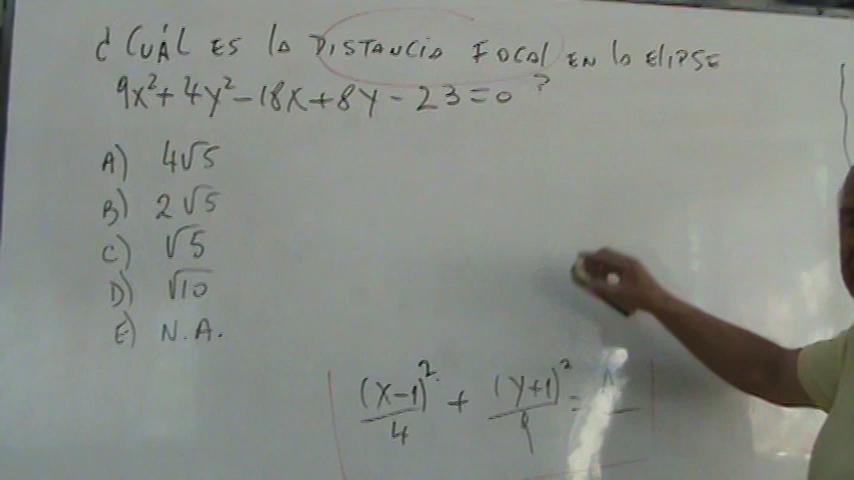 ¿Cuál es la distancia focal en la elipse
9x²+4y²-18x+8y-23=0?
A) 4√5
B) 2√5
C) √5
D) √10
E) N.A.
(x-1)²/4 + (y+1)²/9 = 1